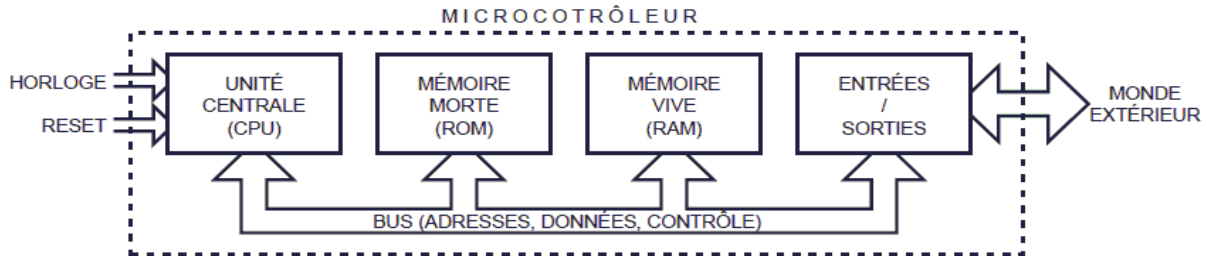 MICROCOTRÔLEUR
HORLOGE
RESET
UNITÉ
CENTRALE
(CPU)
MÉMOIRE
MORTE
(ROM)
MÉMOIRE
VIVE
(RAM)
ENTRÉES
/
SORTIES
MONDE
EXTÉRIEUR
BUS (ADRESSES, DONNÉES, CONTRÔLE)